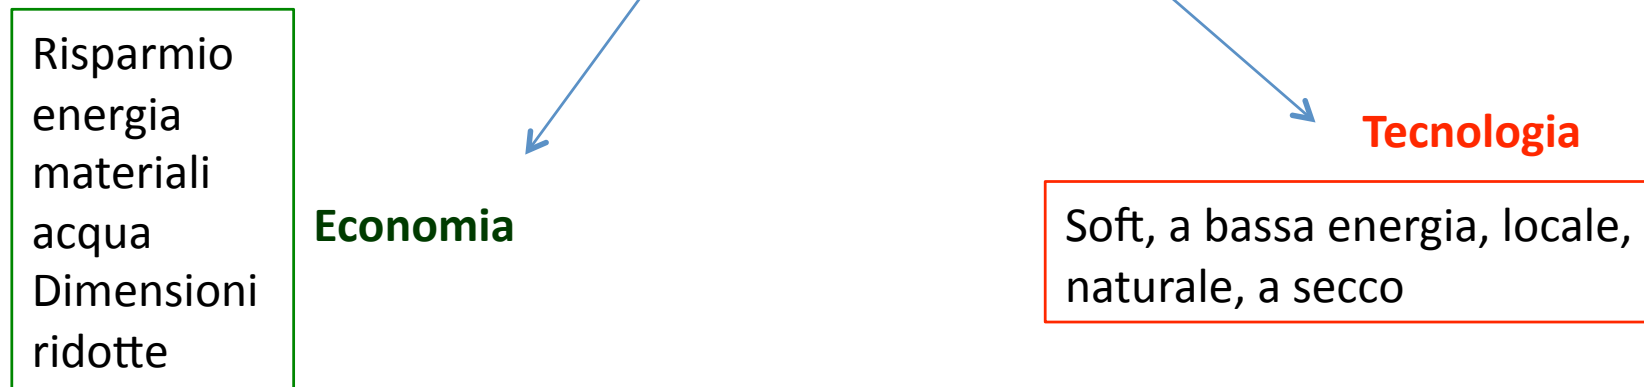 Risparmio
energia
materiali
acqua
Dimensioni
ridotte
Economia
Tecnologia
Soft, a bassa energia, locale,
naturale, a secco